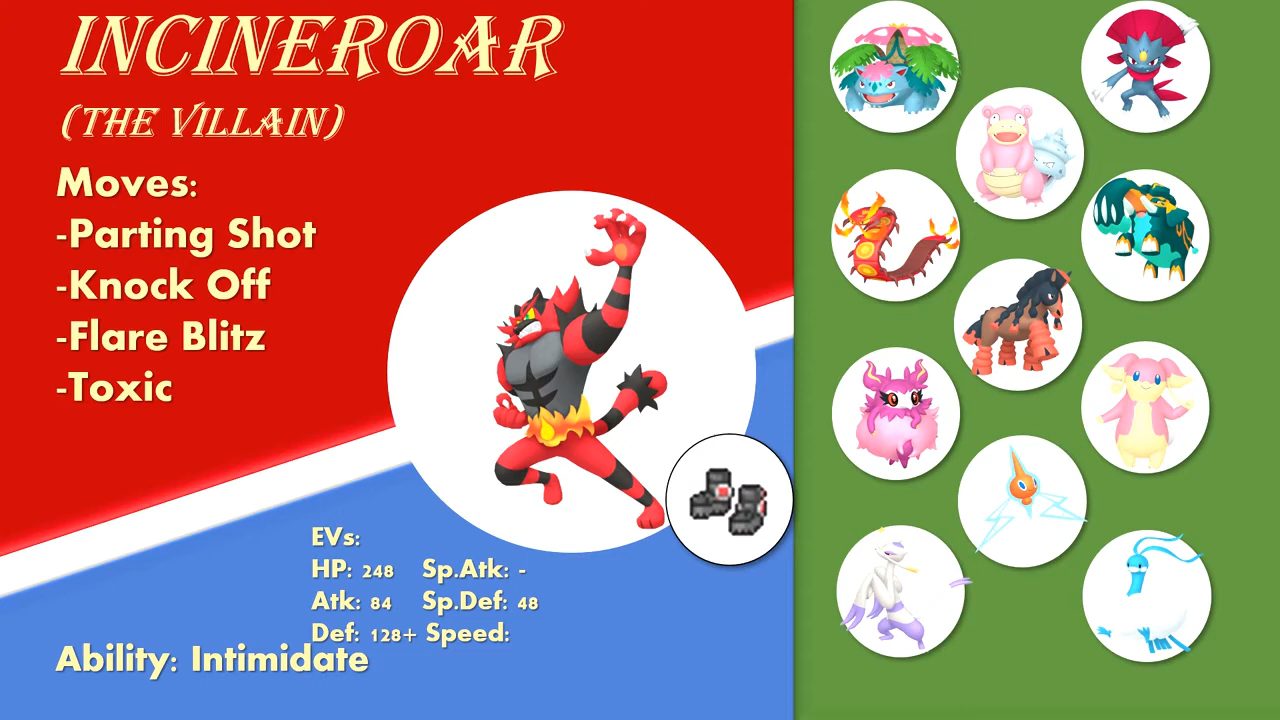 INCINEROAR
(THE VILLAIN)
Moves:
-Parting Shot
-Knock Off
-Flare Blitz
-Toxic
EVs:
HP: 248 Sp.Atk: -
Atk: 84 Sp.Def: 48
Def: 128+ Speed:
Ability: Intimidate